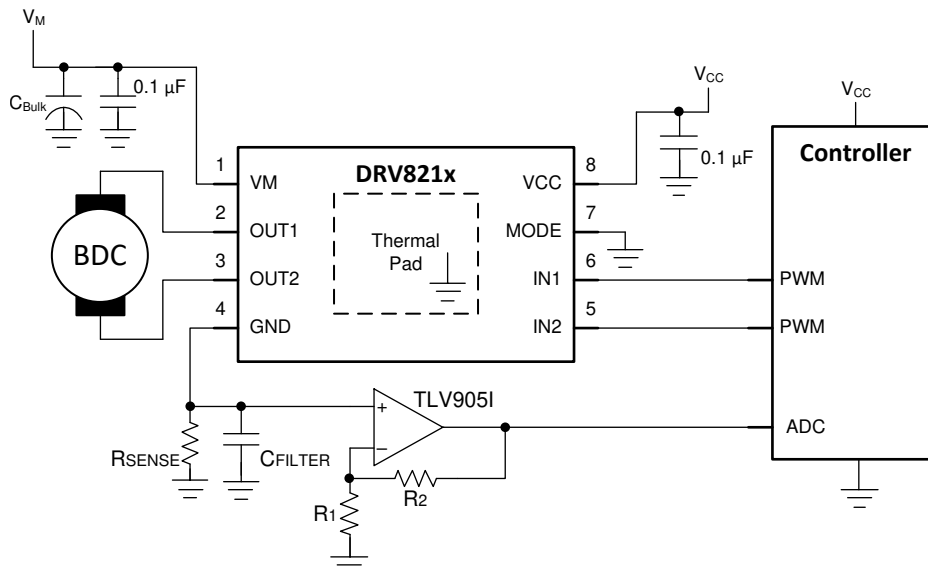 VM
CBulk
0.1 µF
VCC
0.1 µF
VCC
Controller
DRV821x
1
VM
8
VCC
2
OUT1
7
MODE
BDC
Thermal
Pad
3
OUT2
6
IN1
PWM
4
GND
5
IN2
PWM
TLV905I
+
−
ADC
RSENSE
CFILTER
R2
R1